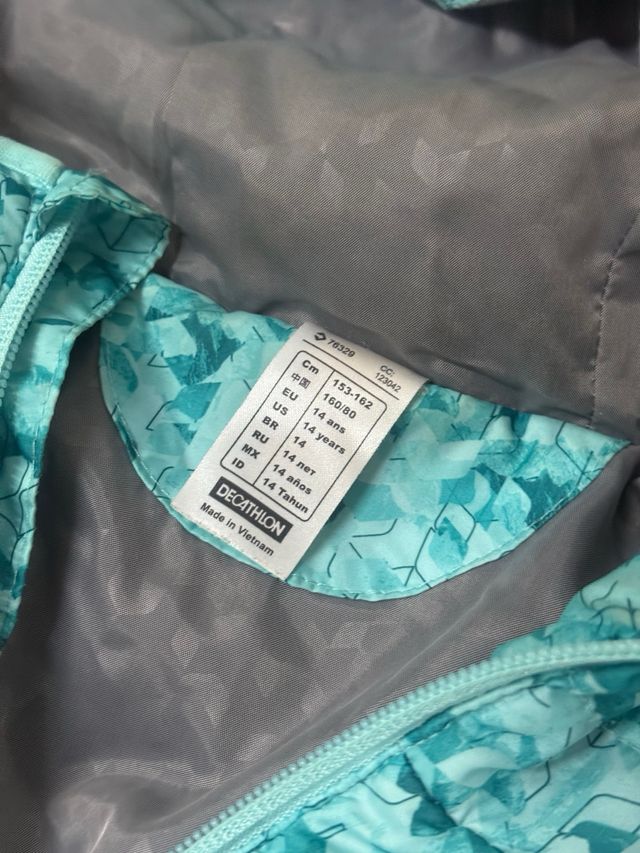 76329
CC:
123042
Cm 153-162
中国 160/80
EU 14 ans
US 14 years
BR 14
RU 14 лет
MX 14 años
ID 14 Tahun
DECATHLON
Made in Vietnam